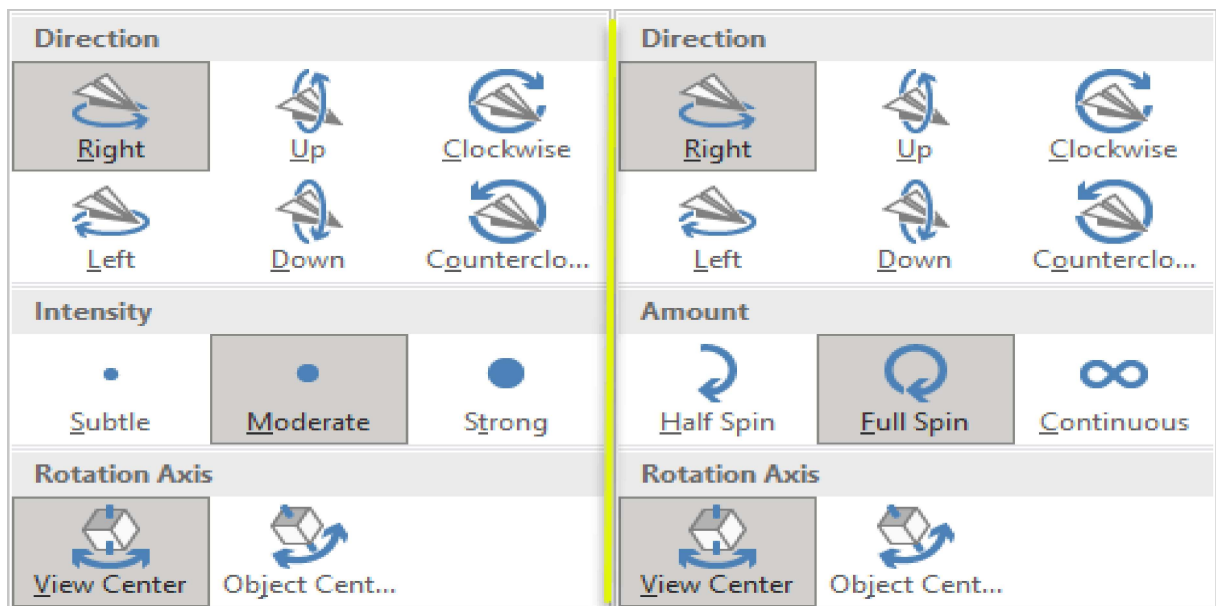 Direction
Right Up Clockwise
Left Down Counterclo...
Intensity
Subtle Moderate Strong
Rotation Axis
View Center Object Cent...
Direction
Right Up Clockwise
Left Down Counterclo...
Amount
Half Spin Full Spin Continuous
Rotation Axis
View Center Object Cent...